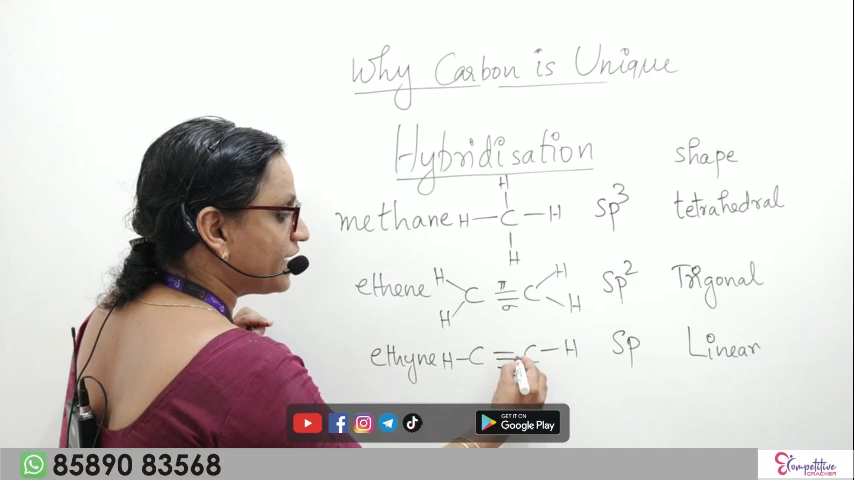 Why Carbon is Unique
Hybridisation shape
H
methane H–C–H Sp³ tetrahedral
H
H H
ethene C π σ C Sp² Trigonal
H H
ethyne H–C≡C–H Sp Linear
GET IT ON
Google Play
85890 83568
Competitive
CRACKER